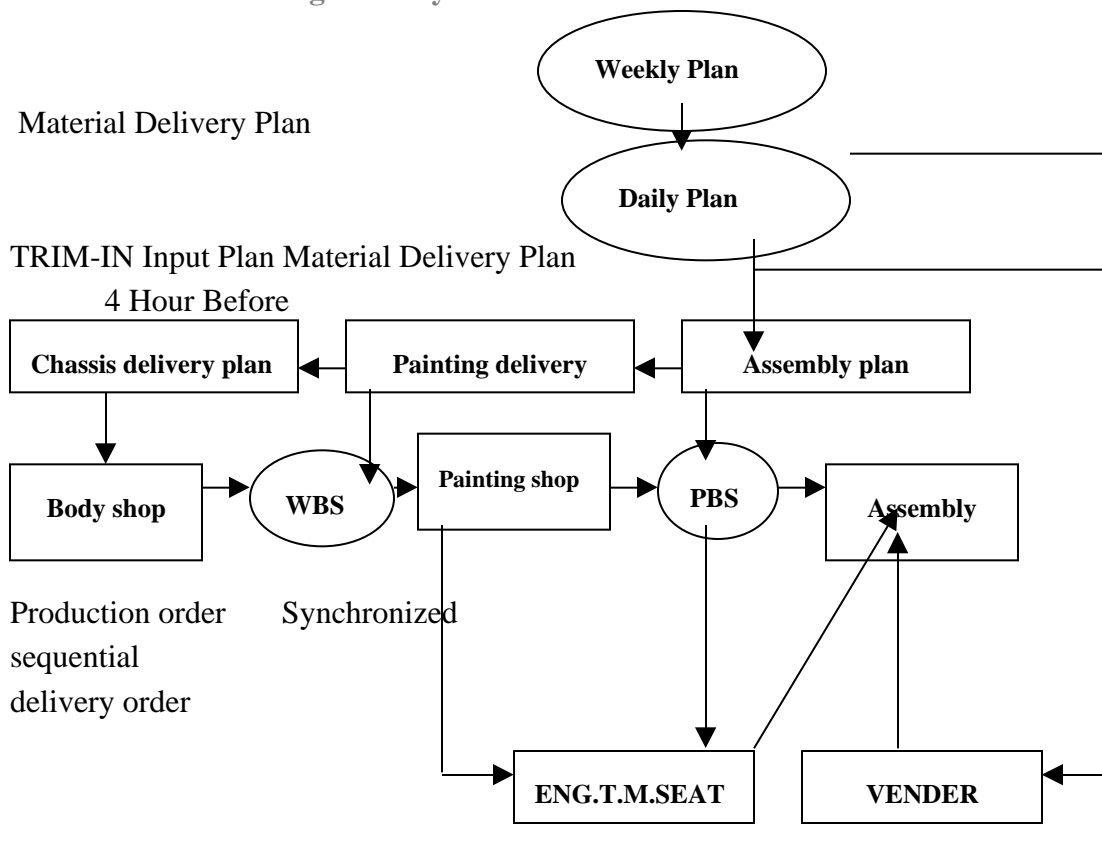 Weekly Plan
Material Delivery Plan
Daily Plan
TRIM-IN Input Plan Material Delivery Plan
4 Hour Before
Chassis delivery plan
Painting delivery
Assembly plan
Painting shop
Body shop
WBS
PBS
Assembly
Production order Synchronized
sequential
delivery order
ENG.T.M.SEAT
VENDER